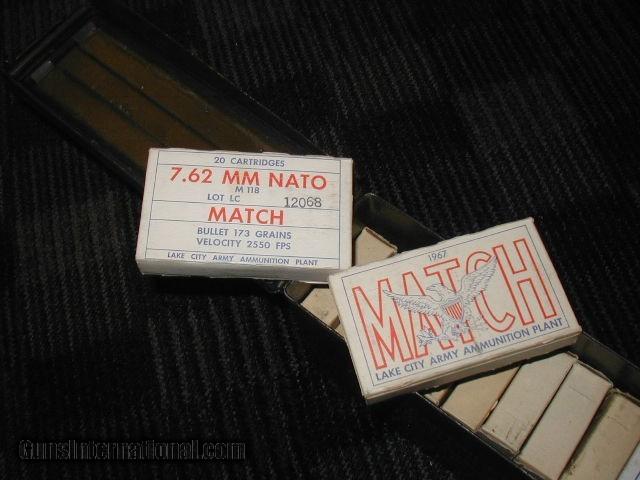 20 CARTRIDGES
7.62 MM NATO
M 118
LOT LC 12068
MATCH
BULLET 173 GRAINS
VELOCITY 2550 FPS
LAKE CITY ARMY AMMUNITION PLANT
1967
MATCH
LAKE CITY ARMY AMMUNITION PLANT
GunsInternational.com